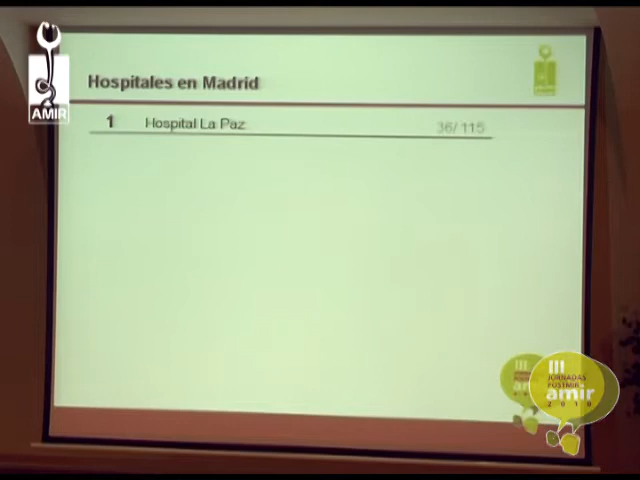 AMIR
Hospitales en Madrid
1 Hospital La Paz 36/ 115
III
JORNADAS
POSTMIR
amir
2010